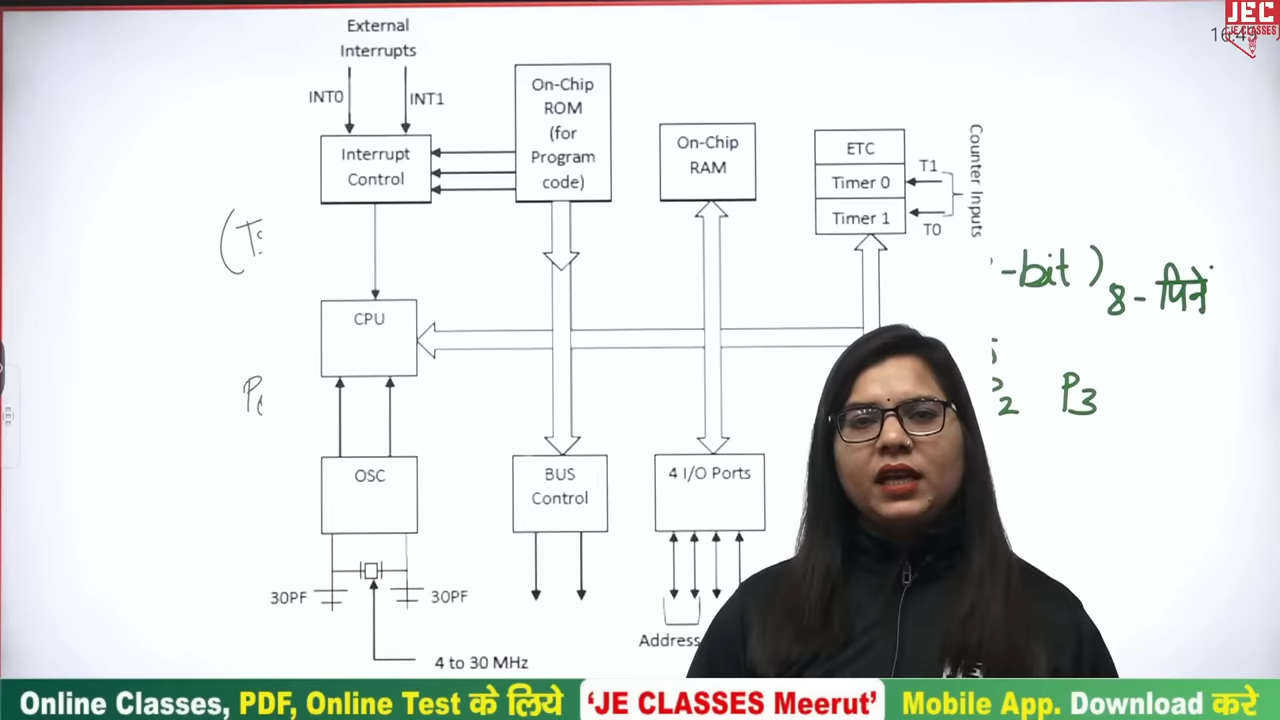 JEC
JE CLASSES
External
Interrupts
INT0
INT1
Interrupt
Control
On-Chip
ROM
(for
Program
code)
On-Chip
RAM
ETC
Timer 0
Timer 1
T1
T0
Counter Inputs
-bit)
8-पिनें
CPU
2 P3
OSC
BUS
Control
4 I/O Ports
30PF
30PF
Address
4 to 30 MHz
Online Classes, PDF, Online Test के लिये 'JE CLASSES Meerut' Mobile App. Download करे